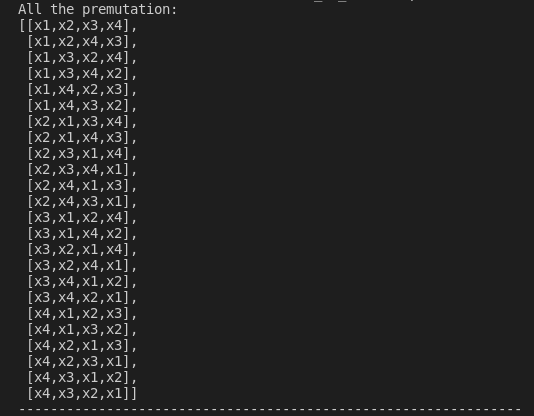 All the premutation:
[[x1,x2,x3,x4],
[x1,x2,x4,x3],
[x1,x3,x2,x4],
[x1,x3,x4,x2],
[x1,x4,x2,x3],
[x1,x4,x3,x2],
[x2,x1,x3,x4],
[x2,x1,x4,x3],
[x2,x3,x1,x4],
[x2,x3,x4,x1],
[x2,x4,x1,x3],
[x2,x4,x3,x1],
[x3,x1,x2,x4],
[x3,x1,x4,x2],
[x3,x2,x1,x4],
[x3,x2,x4,x1],
[x3,x4,x1,x2],
[x3,x4,x2,x1],
[x4,x1,x2,x3],
[x4,x1,x3,x2],
[x4,x2,x1,x3],
[x4,x2,x3,x1],
[x4,x3,x1,x2],
[x4,x3,x2,x1]]
----------------------------------------------------------------